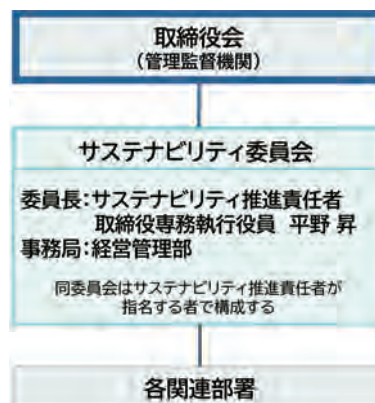 取締役会
（管理監督機関）
サステナビリティ委員会
委員長：サステナビリティ推進責任者
取締役専務執行役員 平野 昇
事務局：経営管理部
同委員会はサステナビリティ推進責任者が
指名する者で構成する
各関連部署